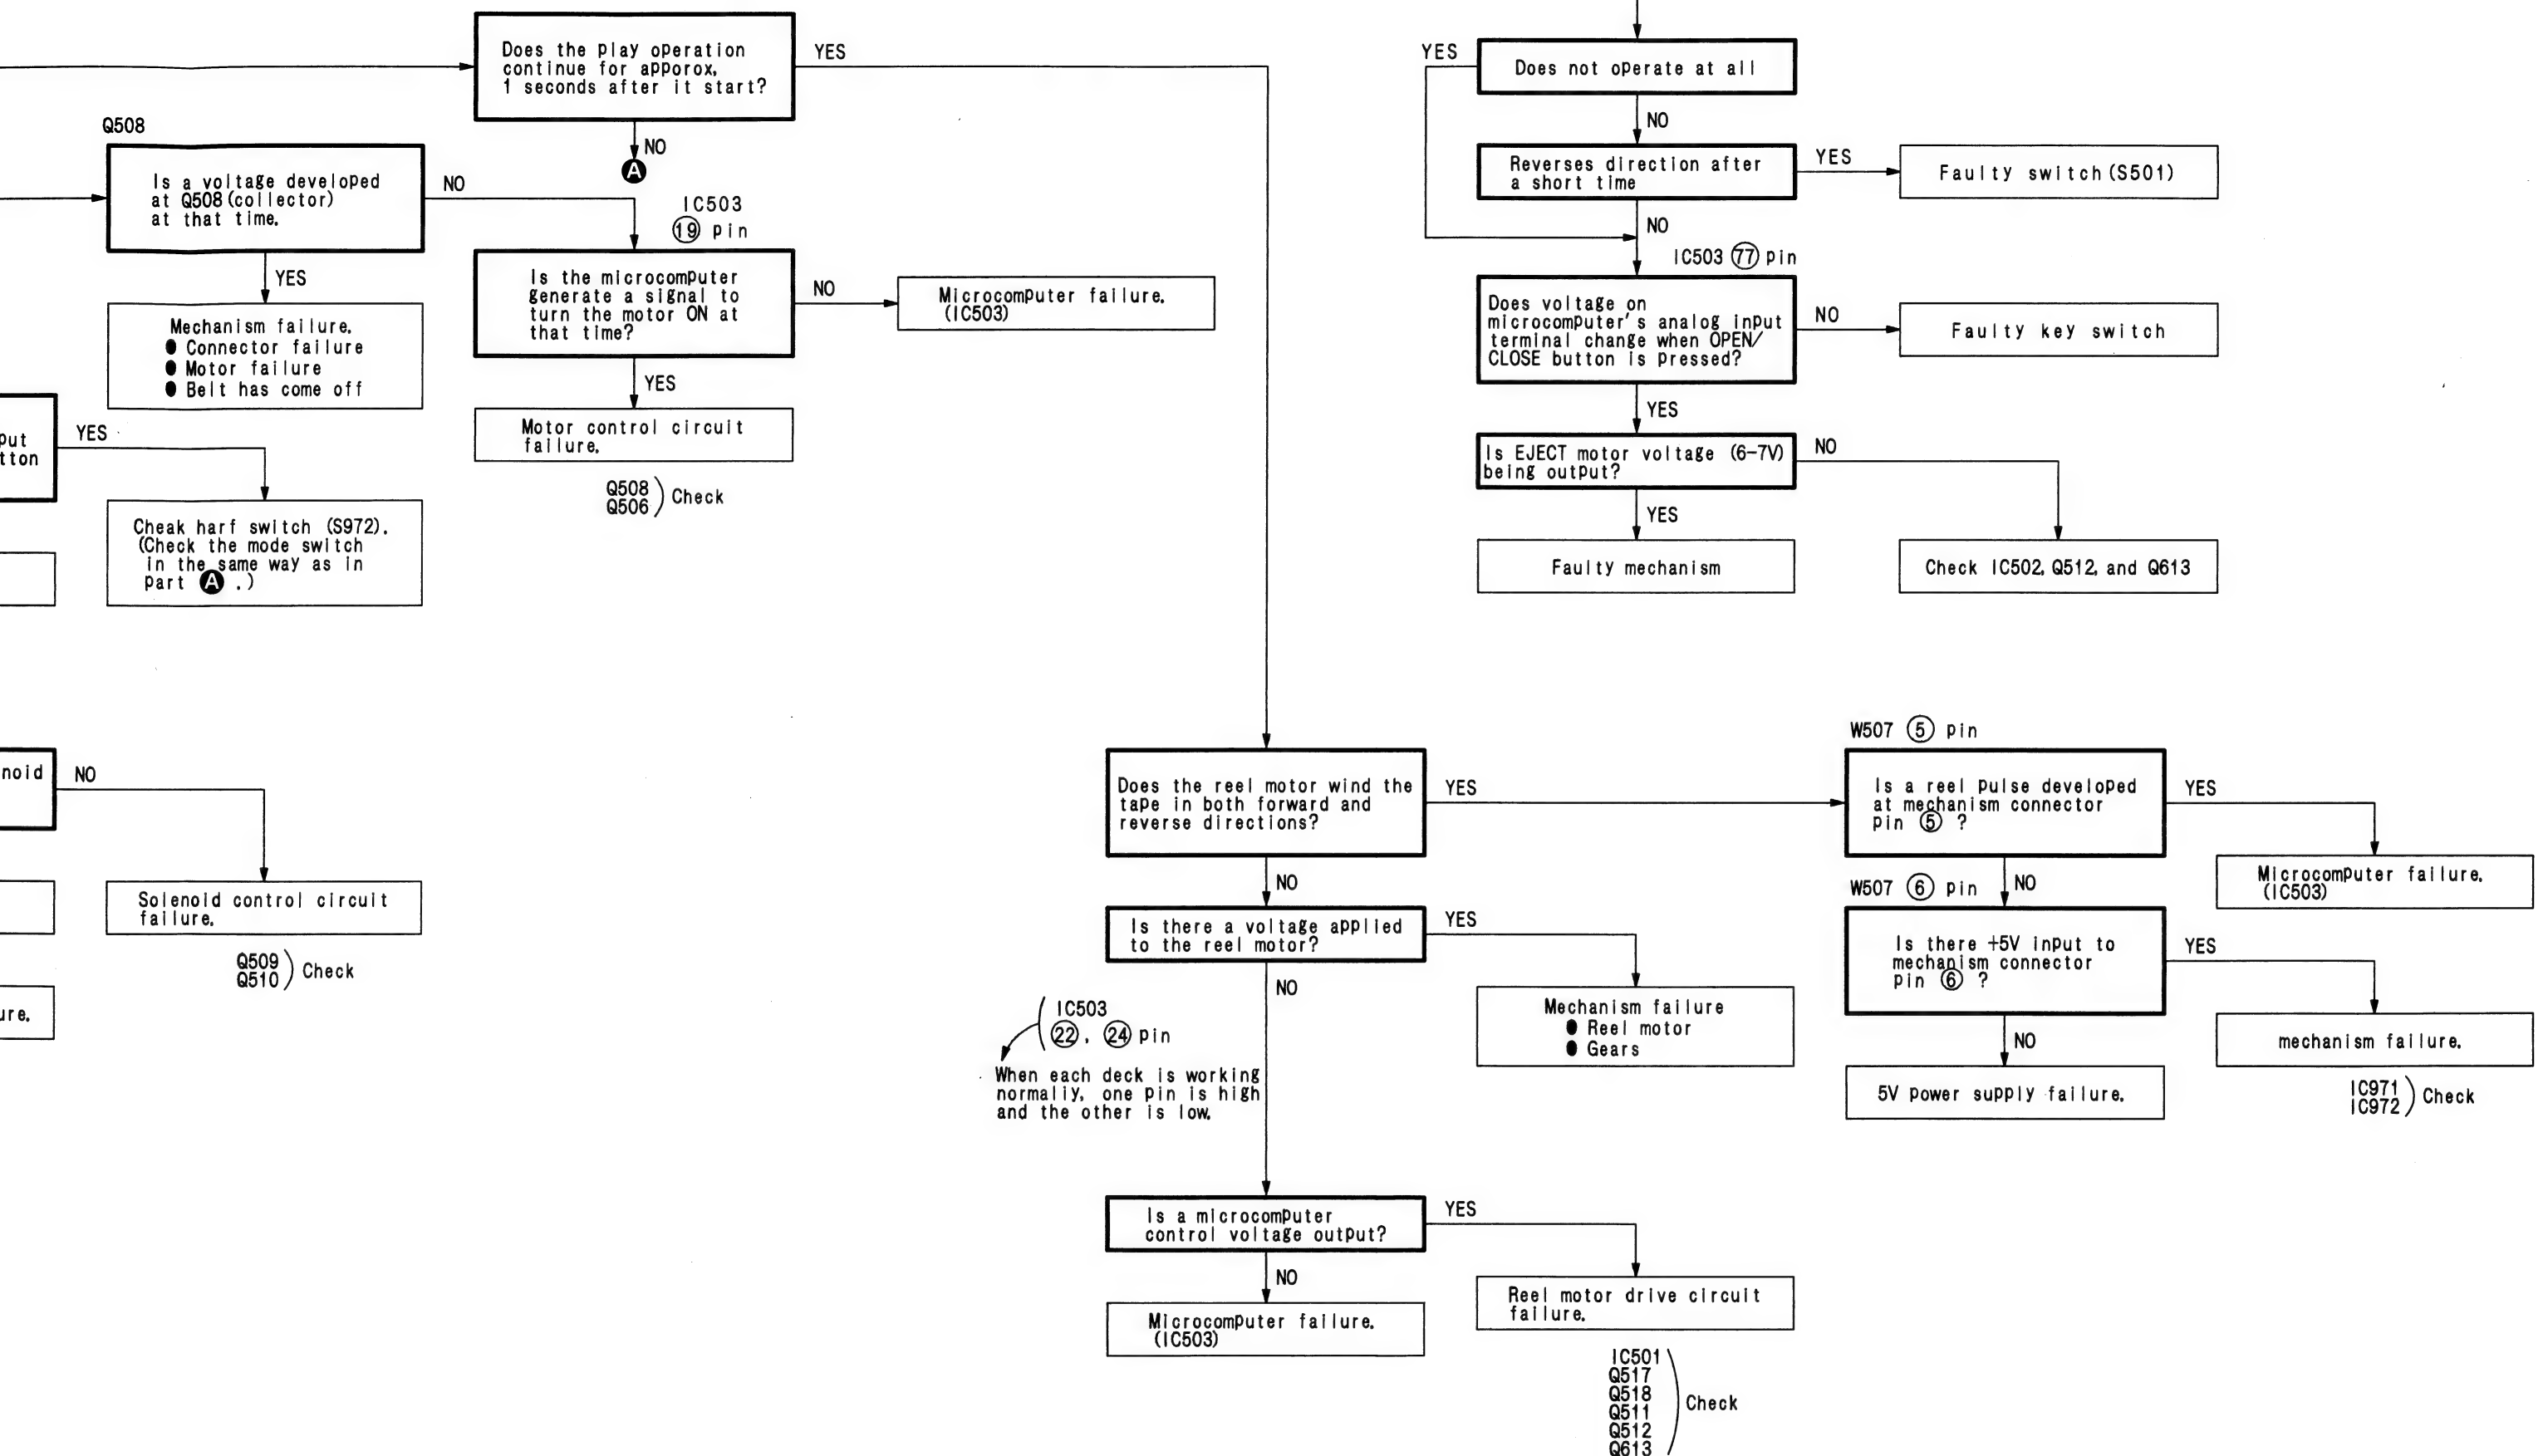 Does the play operation
continue for apporox.
1 seconds after it start?
YES
NO
A
Q508
Is a voltage developed
at Q508(collector)
at that time.
NO
YES
Mechanism failure.
● Connector failure
● Motor failure
● Belt has come off
IC503
⑲ pin
Is the microcomputer
generate a signal to
turn the motor ON at
that time?
NO
Microcomputer failure.
(IC503)
YES
Motor control circuit
failure.
Q508
Q506
) Check
put
tton
YES
Cheak harf switch (S972).
(Check the mode switch
in the same way as in
part A .)
noid
NO
Solenoid control circuit
failure.
Q509
Q510
) Check
ure.
YES
Does not operate at all
NO
Reverses direction after
a short time
YES
Faulty switch(S501)
NO
IC503 77 pin
Does voltage on
microcomputer's analog input
terminal change when OPEN/
CLOSE button is pressed?
NO
Faulty key switch
YES
Is EJECT motor voltage (6-7V)
being output?
NO
YES
Faulty mechanism
Check IC502, Q512, and Q613
Does the reel motor wind the
tape in both forward and
reverse directions?
YES
NO
Is there a voltage applied
to the reel motor?
YES
NO
Mechanism failure
● Reel motor
● Gears
( IC503
㉒, ㉔ pin
When each deck is working
normaliy, one pin is high
and the other is low.
Is a microcomputer
control voltage output?
YES
NO
Microcomputer failure.
(IC503)
Reel motor drive circuit
failure.
IC501
Q517
Q518
Q511
Q512
Q613
) Check
W507 ⑤ pin
Is a reel pulse developed
at mechanism connector
pin ⑤ ?
YES
NO
Microcomputer failure.
(IC503)
W507 ⑥ pin
Is there +5V input to
mechanism connector
pin ⑥ ?
YES
NO
5V power supply failure.
mechanism failure.
IC971
IC972
) Check